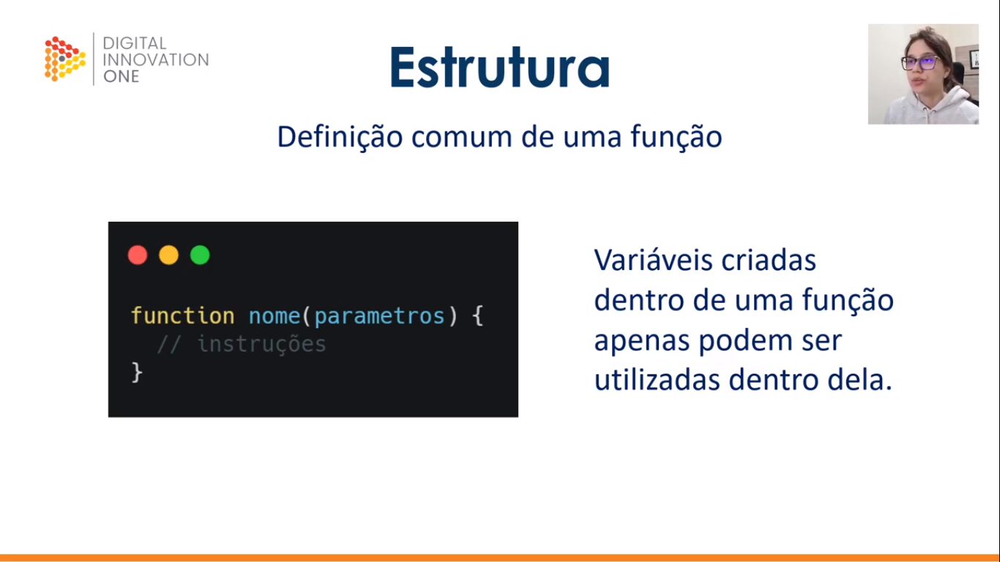 DIGITAL
INNOVATION
ONE
Estrutura
Definição comum de uma função
function nome(parametros) {
// instruções
}
Variáveis criadas
dentro de uma função
apenas podem ser
utilizadas dentro dela.